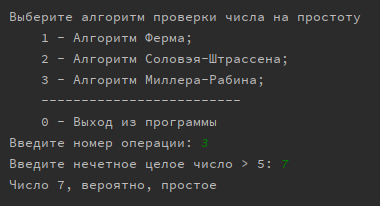 Выберите алгоритм проверки числа на простоту
1 - Алгоритм Ферма;
2 - Алгоритм Соловэя-Штрассена;
3 - Алгоритм Миллера-Рабина;
-------------------------
0 - Выход из программы
Введите номер операции: 3
Введите нечетное целое число > 5: 7
Число 7, вероятно, простое